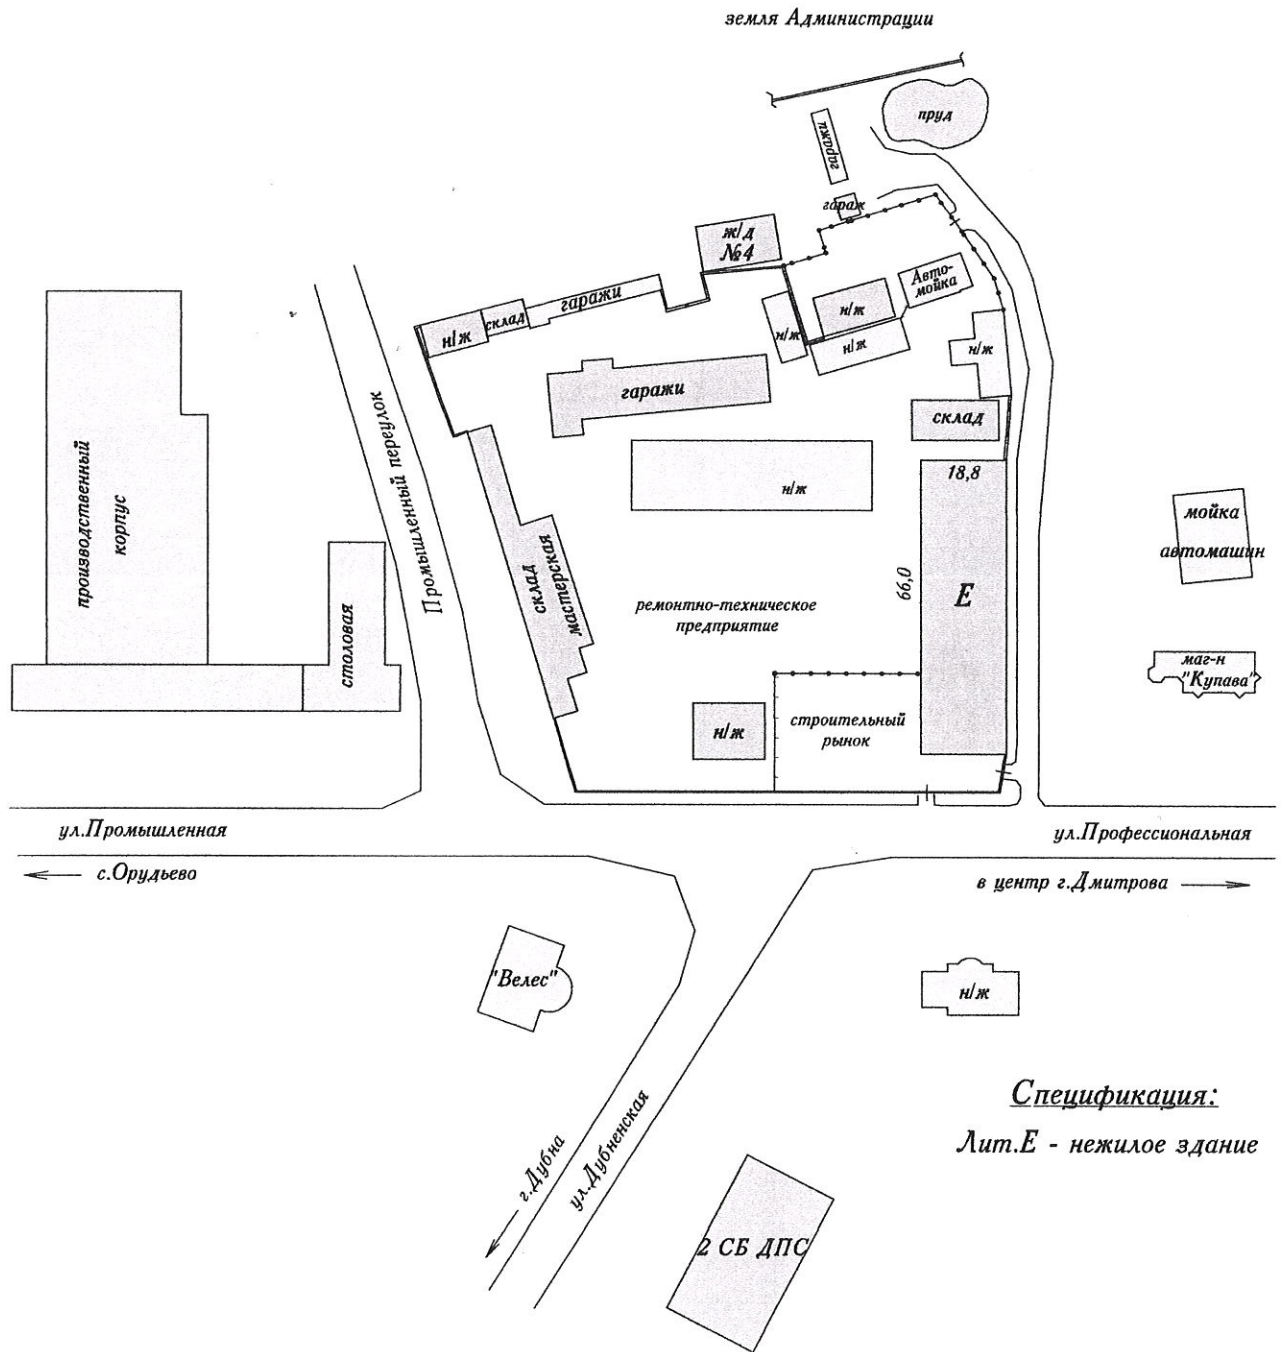 земля Администрации
пруд
гаражи
гараж
ж/д
№4
Авто-
мойка
гаражи
склад
н/ж
н/ж
н/ж
н/ж
н/ж
гаражи
склад
18,8
н/ж
Промышленный переулок
производственный
корпус
мойка
автомашин
склад
мастерская
66,0
Е
ремонтно-техническое
предприятие
столовая
маг-н
"Купава"
н/ж
строительный
рынок
ул.Промышленная
ул.Профессиональная
с.Орудьево
в центр г.Дмитрова
"Велес"
н/ж
Спецификация:
Лит.Е - нежилое здание
г.Дубна
ул.Дубненская
2 СБ ДПС